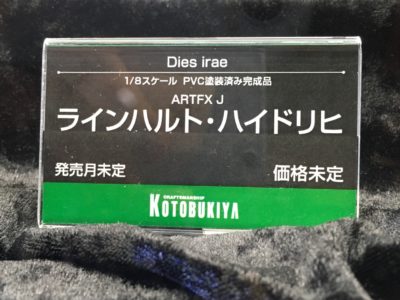 Dies irae
1/8スケール PVC塗装済み完成品
ARTFX J
ラインハルト・ハイドリヒ
発売月未定 価格未定
CRAFTSMANSHIP
KOTOBUKIYA